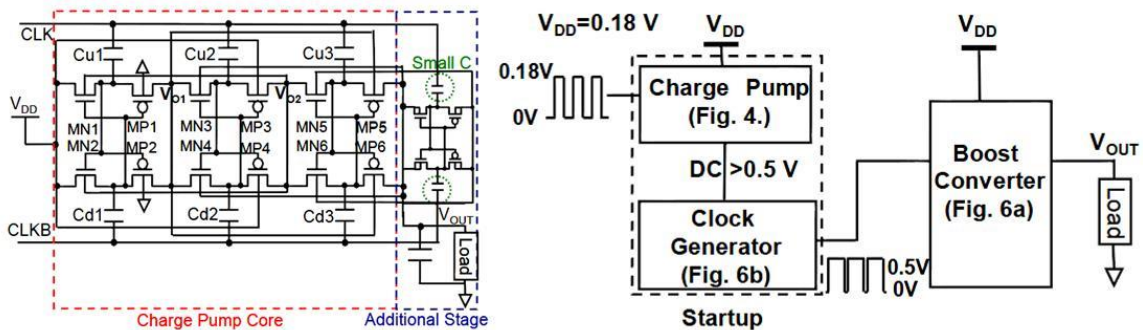 CLK
Cu1
Cu2
Cu3
Small C
VDD
VO1
VO2
MN1
MP1
MN3
MP3
MN5
MP5
MN2
MP2
MN4
MP4
MN6
MP6
Cd1
Cd2
Cd3
VOUT
CLKB
Load
Charge Pump Core
Additional Stage
VDD=0.18 V
VDD
VDD
0.18V
0V
Charge Pump
(Fig. 4.)
DC >0.5 V
Clock
Generator
(Fig. 6b)
0.5V
0V
Startup
Boost
Converter
(Fig. 6a)
VOUT
Load